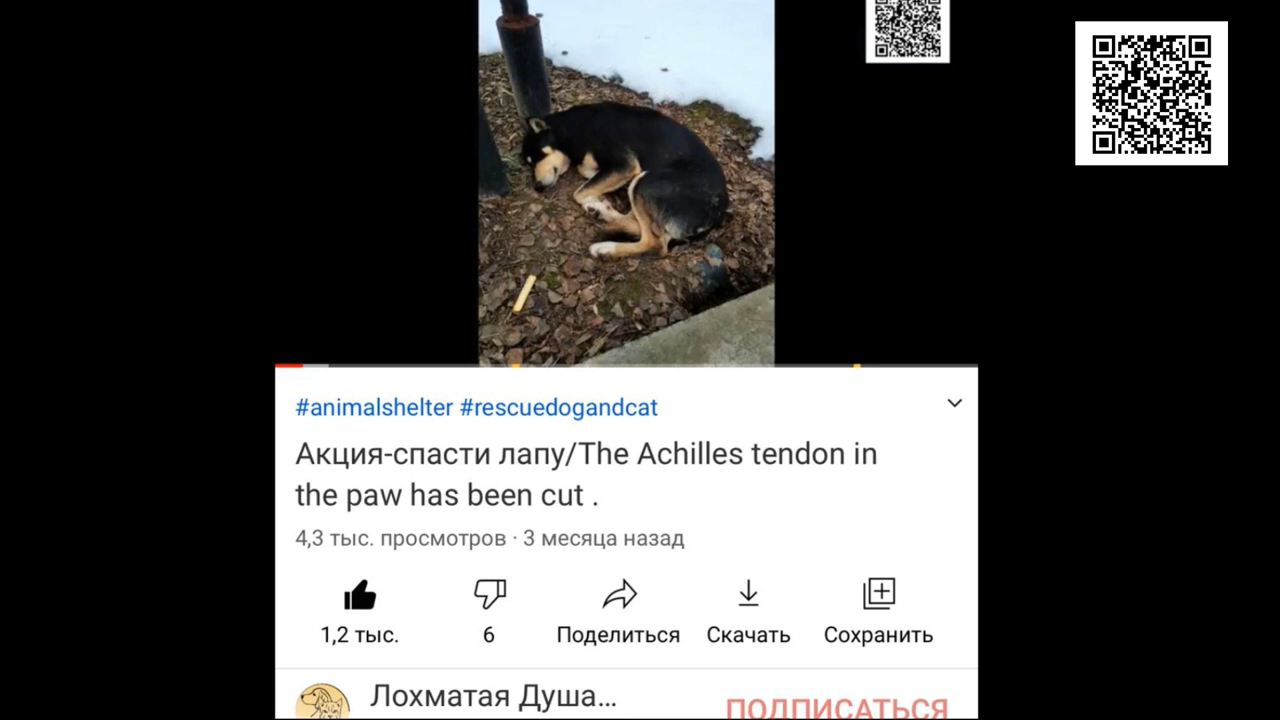 #animalshelter #rescuedogandcat
Акция-спасти лапу/The Achilles tendon in
the paw has been cut .
4,3 тыс. просмотров · 3 месяца назад
1,2 тыс.
6
Поделиться
Скачать
Сохранить
Лохматая Душа...
ПОДПИСАТЬСЯ